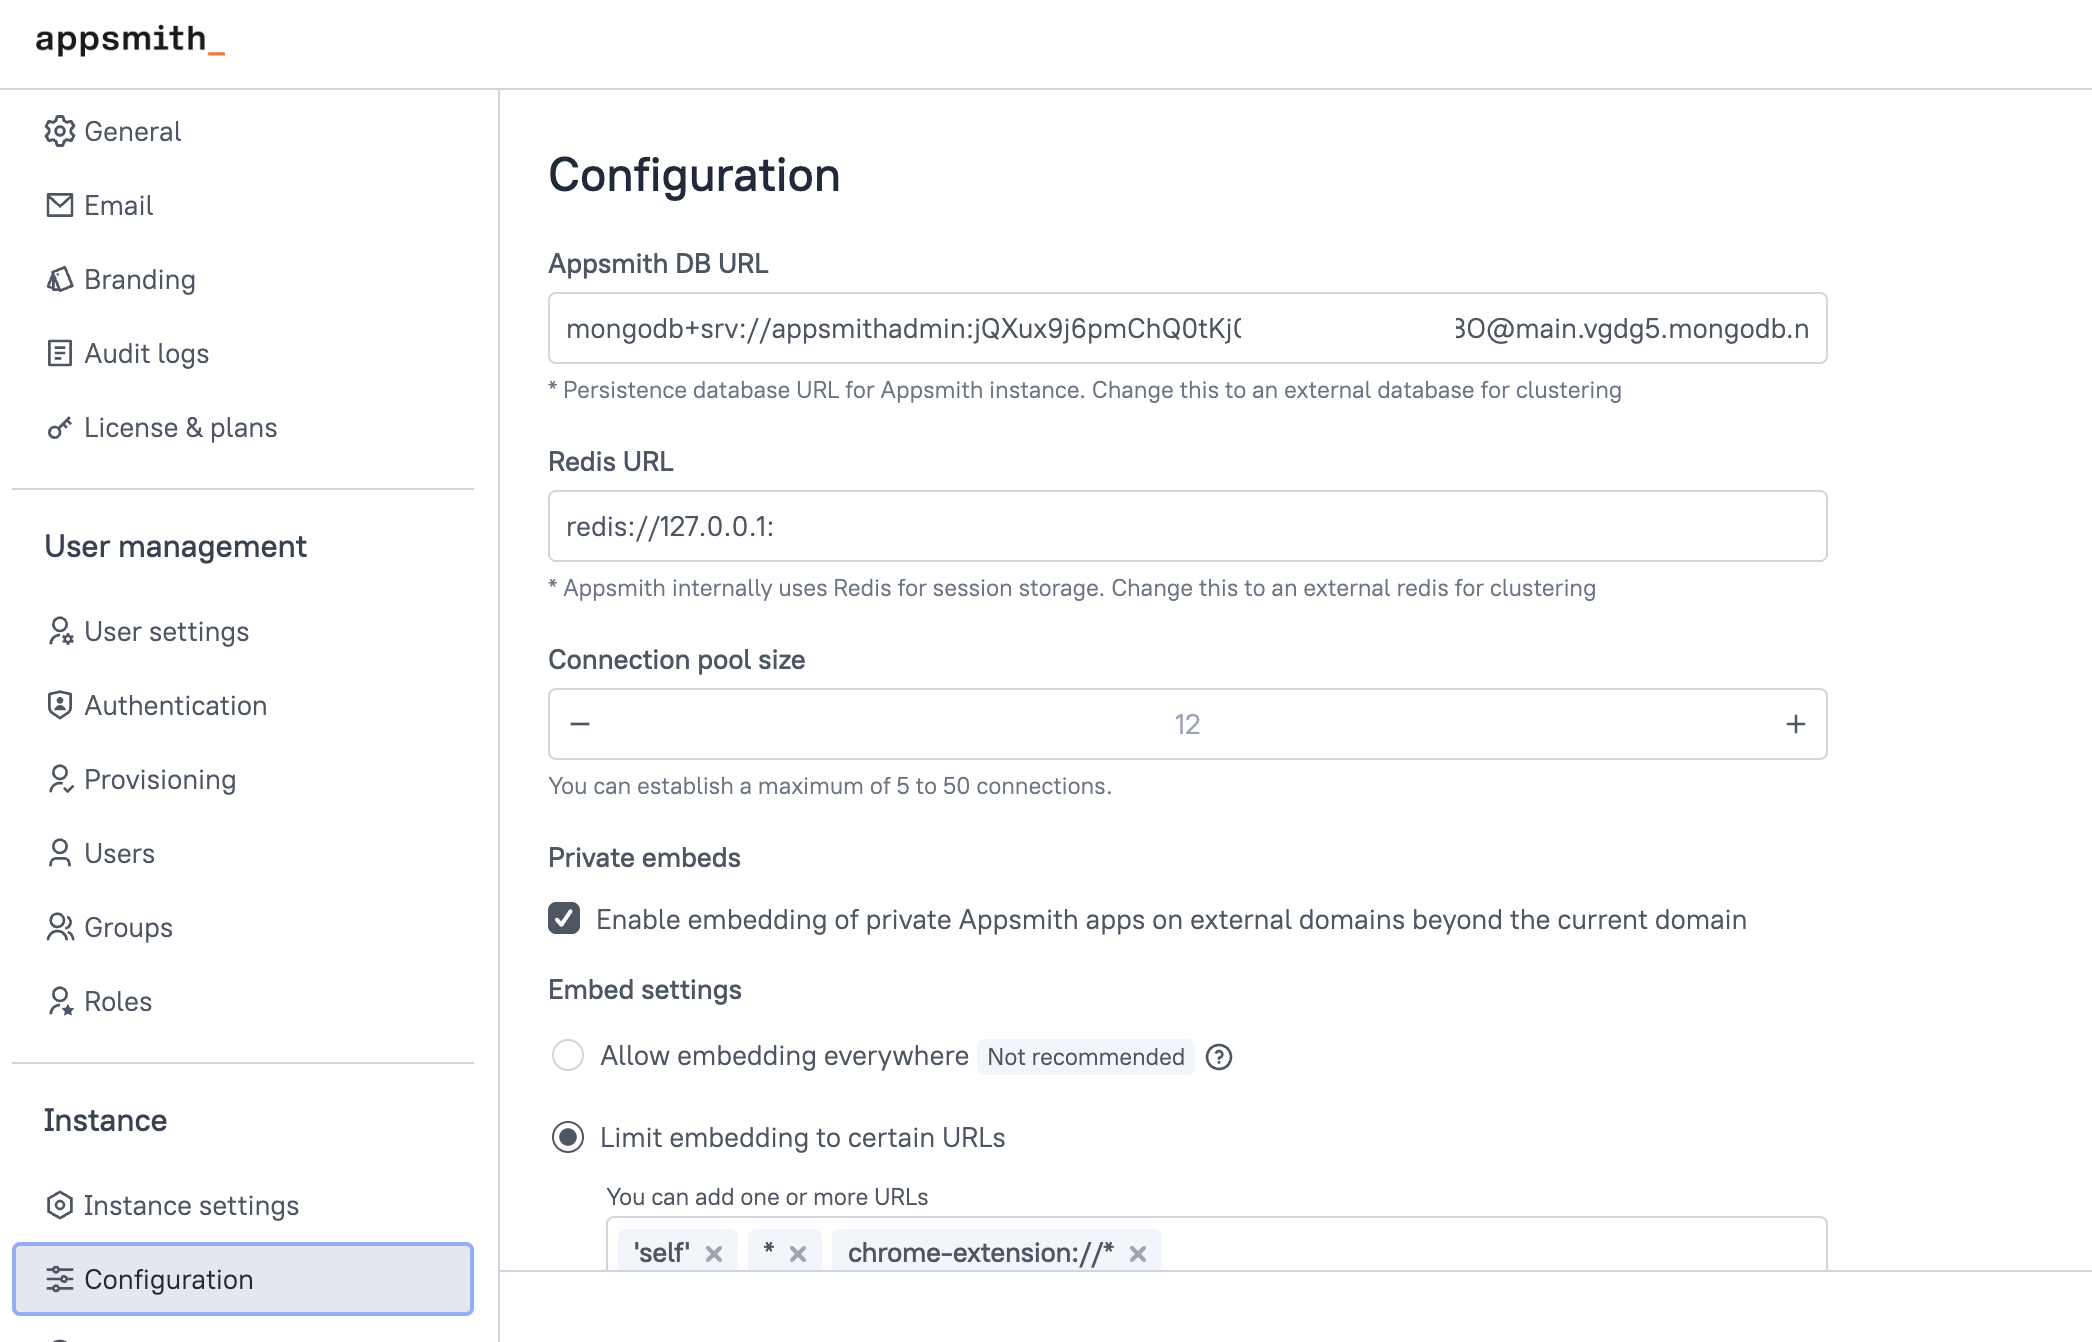 appsmith_
General
Email
Branding
Audit logs
License & plans
User management
User settings
Authentication
Provisioning
Users
Groups
Roles
Instance
Instance settings
Configuration
Configuration
Appsmith DB URL
mongodb+srv://appsmithadmin:jQXux9j6pmChQ0tKj 3O@main.vgdg5.mongodb.n
* Persistence database URL for Appsmith instance. Change this to an external database for clustering
Redis URL
redis://127.0.0.1:
* Appsmith internally uses Redis for session storage. Change this to an external redis for clustering
Connection pool size
12
You can establish a maximum of 5 to 50 connections.
Private embeds
Enable embedding of private Appsmith apps on external domains beyond the current domain
Embed settings
Allow embedding everywhere Not recommended
Limit embedding to certain URLs
You can add one or more URLs
'self' * chrome-extension://*